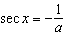 sec x = -1/a